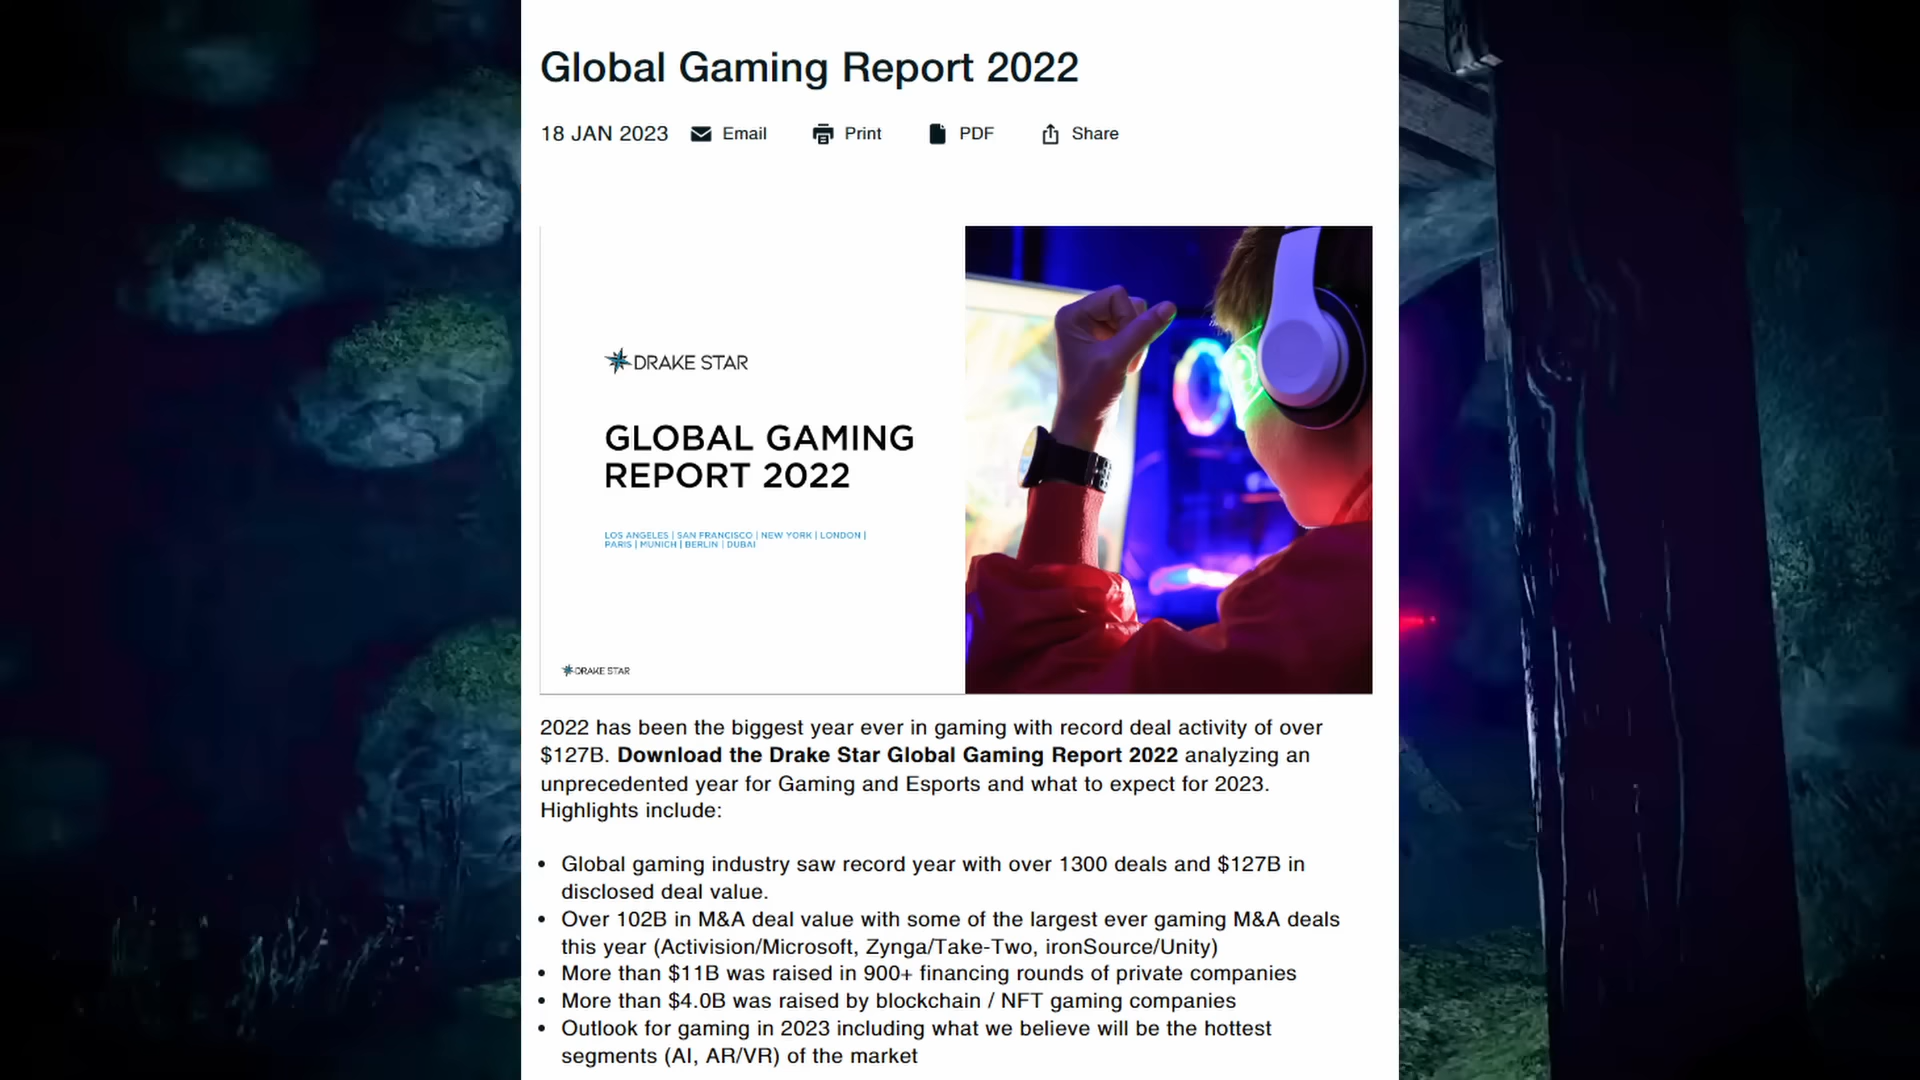 Global Gaming Report 2022
18 JAN 2023 Email Print PDF Share
DRAKE STAR
GLOBAL GAMING
REPORT 2022
LOS ANGELES | SAN FRANCISCO | NEW YORK | LONDON |
PARIS | MUNICH | BERLIN | DUBAI
DRAKE STAR
2022 has been the biggest year ever in gaming with record deal activity of over
$127B. Download the Drake Star Global Gaming Report 2022 analyzing an
unprecedented year for Gaming and Esports and what to expect for 2023.
Highlights include:
• Global gaming industry saw record year with over 1300 deals and $127B in
disclosed deal value.
• Over 102B in M&A deal value with some of the largest ever gaming M&A deals
this year (Activision/Microsoft, Zynga/Take-Two, ironSource/Unity)
• More than $11B was raised in 900+ financing rounds of private companies
• More than $4.0B was raised by blockchain / NFT gaming companies
• Outlook for gaming in 2023 including what we believe will be the hottest
segments (AI, AR/VR) of the market